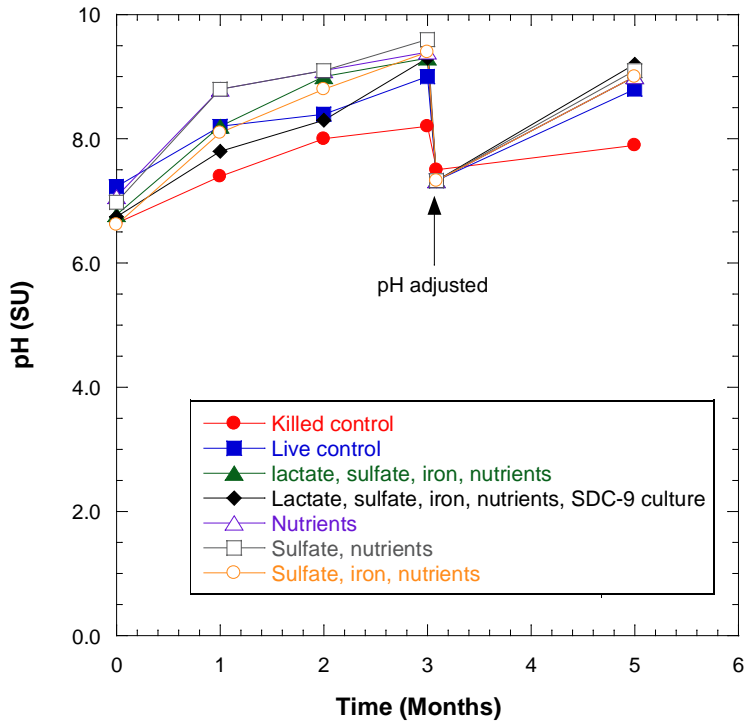 10
8.0
6.0
4.0
2.0
0.0
pH (SU)
pH adjusted
Killed control
Live control
lactate, sulfate, iron, nutrients
Lactate, sulfate, iron, nutrients, SDC-9 culture
Nutrients
Sulfate, nutrients
Sulfate, iron, nutrients
0 1 2 3 4 5 6
Time (Months)